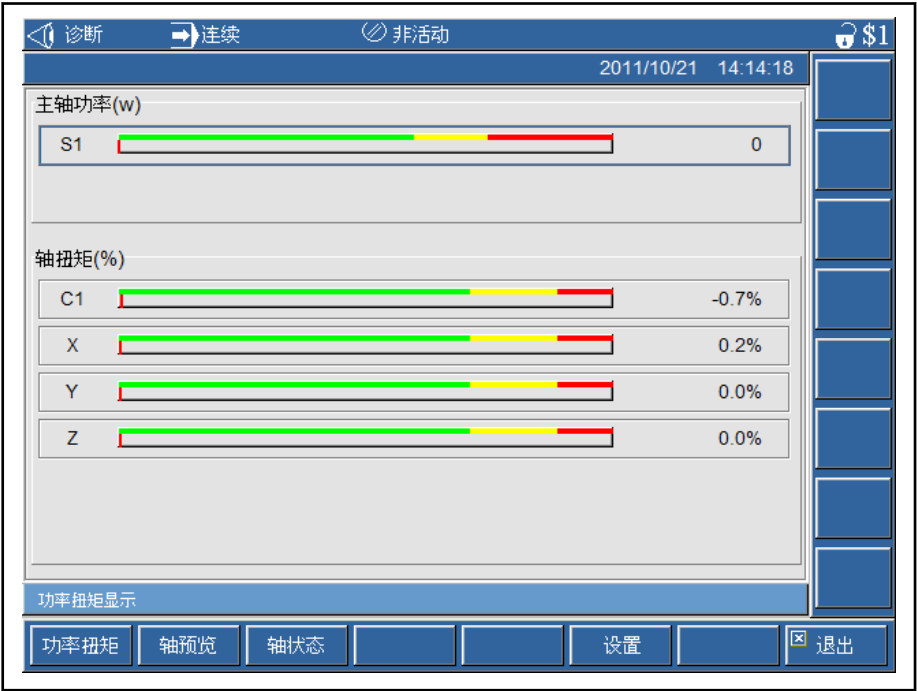 诊断 连续 非活动 $1
2011/10/21 14:14:18
主轴功率(w)
S1 0
轴扭矩(%)
C1 -0.7%
X 0.2%
Y 0.0%
Z 0.0%
功率扭矩显示
功率扭矩 轴预览 轴状态 设置 退出